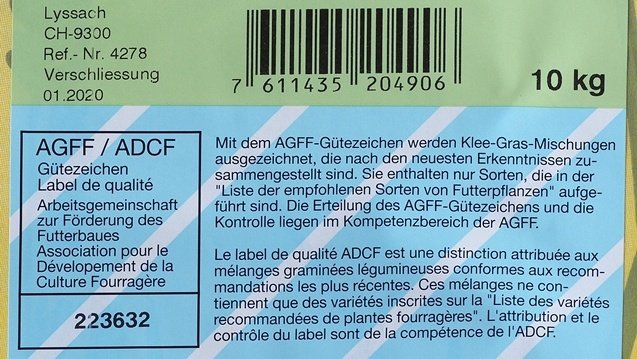 Lyssach
CH-9300
Ref.- Nr. 4278
Verschliessung
01.2020
7 611435 204906
10 kg
AGFF / ADCF
Gütezeichen
Label de qualité
Arbeitsgemeinschaft
zur Förderung des
Futterbaues
Association pour le
Dévelopement de la
Culture Fourragère
223632
Mit dem AGFF-Gütezeichen werden Klee-Gras-Mischungen
ausgezeichnet, die nach den neuesten Erkenntnissen zu-
sammengestellt sind. Sie enthalten nur Sorten, die in der
"Liste der empfohlenen Sorten von Futterpflanzen" aufge-
führt sind. Die Erteilung des AGFF-Gütezeichens und die
Kontrolle liegen im Kompetenzbereich der AGFF.
Le label de qualité ADCF est une distinction attribuée aux
mélanges graminées légumineuses conformes aux recom-
mandations les plus récentes. Ces mélanges ne con-
tiennent que des variétés inscrites sur la "Liste des variétés
recommandées de plantes fourragères". L'attribution et le
contrôle du label sont de la compétence de l'ADCF.